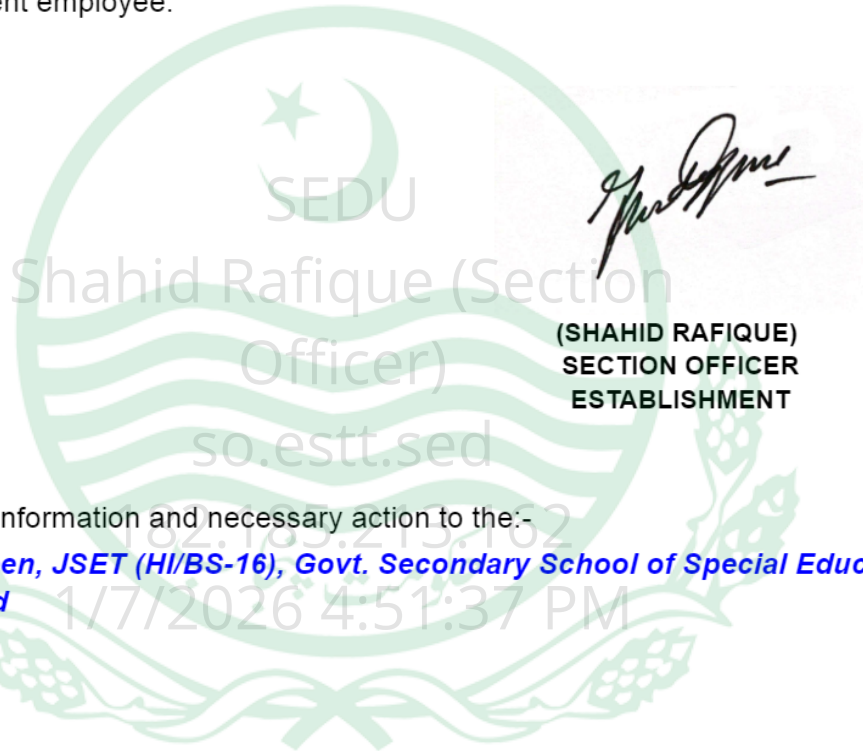 ent employee.
SEDU
Shahid Rafique (Section
Officer)
so.estt.sed
182.185.213.162
1/7/2026 4:51:37 PM
(SHAHID RAFIQUE)
SECTION OFFICER
ESTABLISHMENT
nformation and necessary action to the:-
en, JSET (HI/BS-16), Govt. Secondary School of Special Educ
d